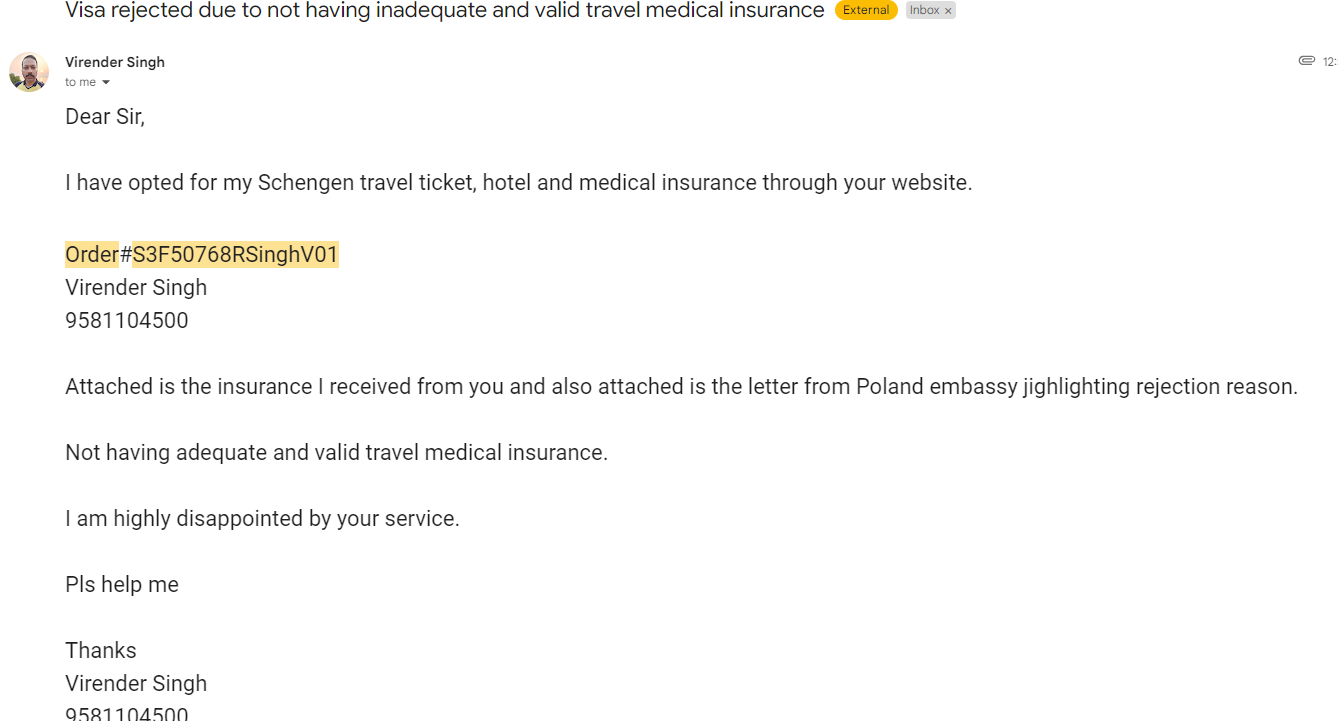 Visa rejected due to not having inadequate and valid travel medical insurance External Inbox ×
Virender Singh
12:
to me
Dear Sir,
I have opted for my Schengen travel ticket, hotel and medical insurance through your website.
Order#S3F50768RSinghV01
Virender Singh
9581104500
Attached is the insurance I received from you and also attached is the letter from Poland embassy jighlighting rejection reason.
Not having adequate and valid travel medical insurance.
I am highly disappointed by your service.
Pls help me
Thanks
Virender Singh
9581104500